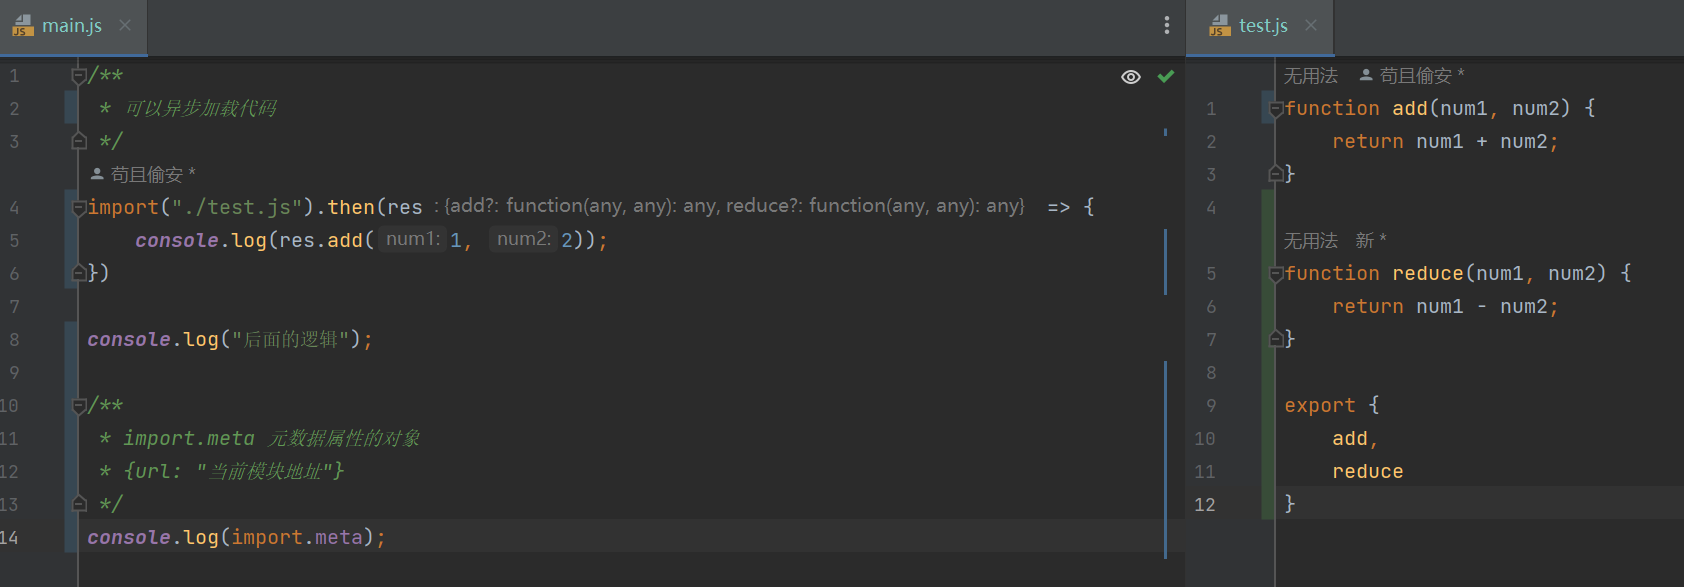 main.js
1 /**
2 * 可以异步加载代码
3 */
苟且偷安 *
4 import("./test.js").then(res : {add?: function(any, any): any, reduce?: function(any, any): any} => {
5 console.log(res.add( num1: 1, num2: 2));
6 })
7
8 console.log("后面的逻辑");
9
10 /**
11 * import.meta 元数据属性的对象
12 * {url: "当前模块地址"}
13 */
14 console.log(import.meta);
test.js
无用法 苟且偷安 *
1 function add(num1, num2) {
2 return num1 + num2;
3 }
4
无用法 新 *
5 function reduce(num1, num2) {
6 return num1 - num2;
7 }
8
9 export {
10 add,
11 reduce
12 }